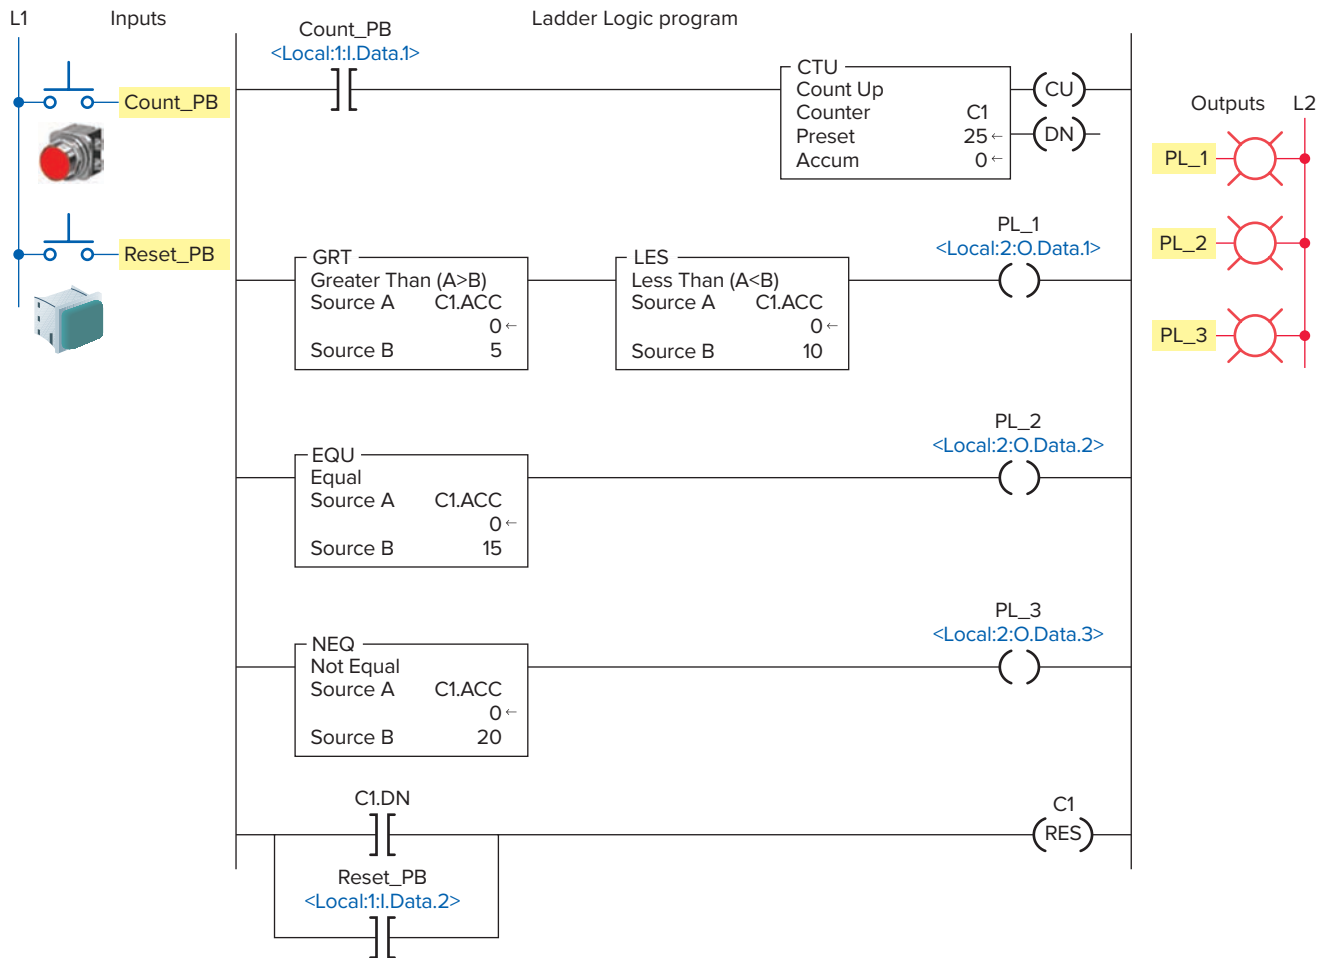 L1
Inputs
Ladder Logic program
Count_PB
<Local:1:I.Data.1>
CTU
Count Up
Counter C1
Preset 25←
Accum 0←
CU
DN
Outputs L2
Count_PB
PL_1
Reset_PB
PL_2
PL_3
GRT
Greater Than (A>B)
Source A C1.ACC
0←
Source B 5
LES
Less Than (A<B)
Source A C1.ACC
0←
Source B 10
PL_1
<Local:2:O.Data.1>
EQU
Equal
Source A C1.ACC
0←
Source B 15
PL_2
<Local:2:O.Data.2>
NEQ
Not Equal
Source A C1.ACC
0←
Source B 20
PL_3
<Local:2:O.Data.3>
C1.DN
C1
RES
Reset_PB
<Local:1:I.Data.2>